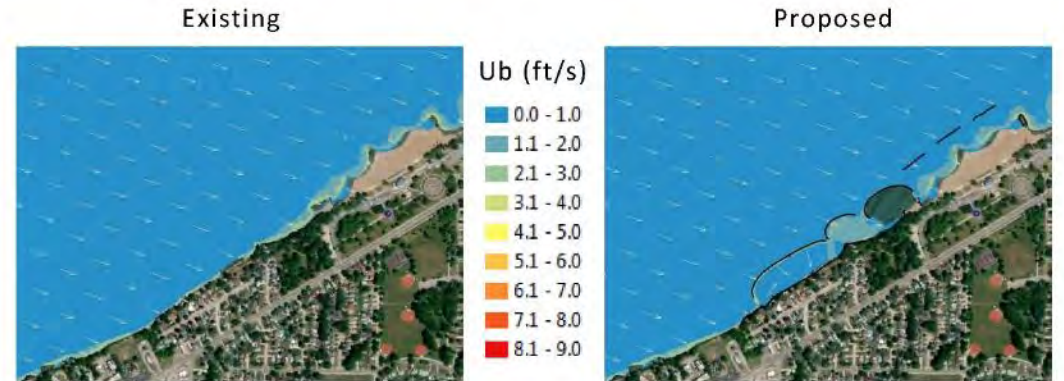 Existing
Proposed
Ub (ft/s)
0.0 - 1.0
1.1 - 2.0
2.1 - 3.0
3.1 - 4.0
4.1 - 5.0
5.1 - 6.0
6.1 - 7.0
7.1 - 8.0
8.1 - 9.0